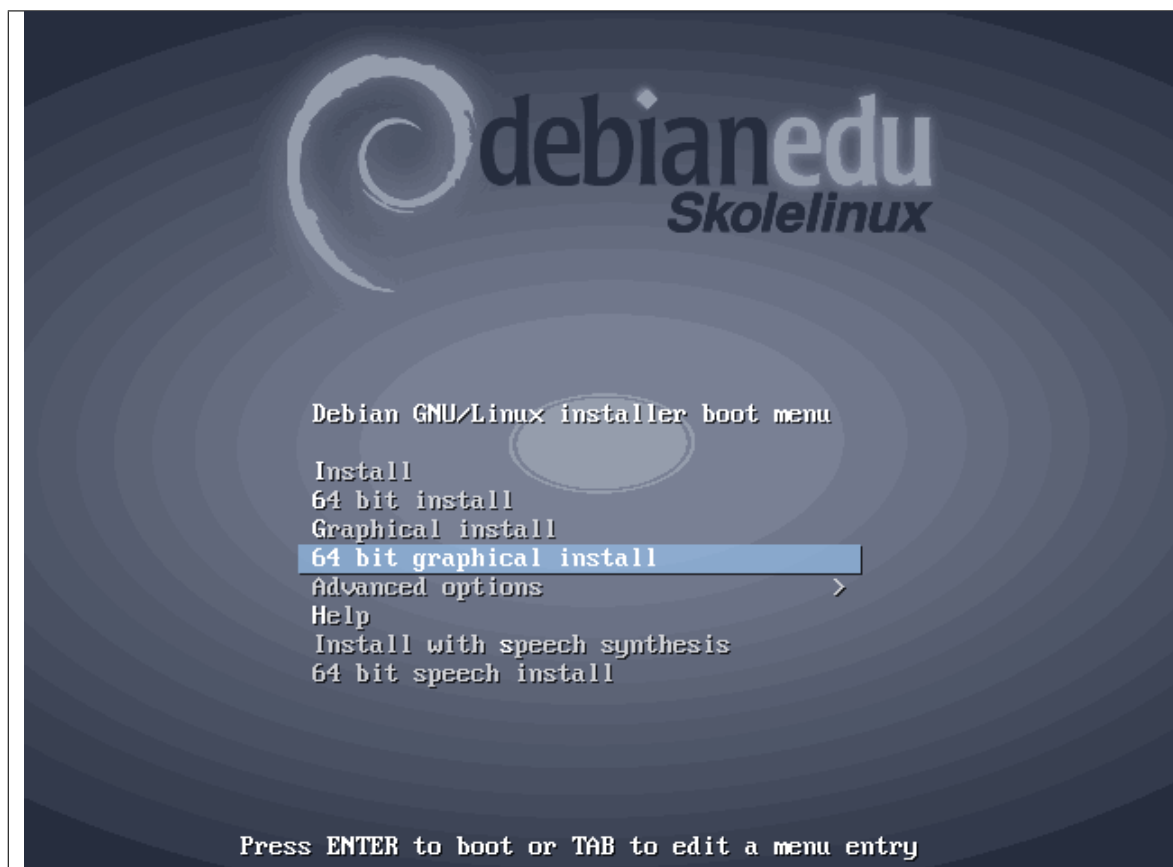 debianedu
Skolelinux
Debian GNU/Linux installer boot menu
Install
64 bit install
Graphical install
64 bit graphical install
Advanced options >
Help
Install with speech synthesis
64 bit speech install
Press ENTER to boot or TAB to edit a menu entry